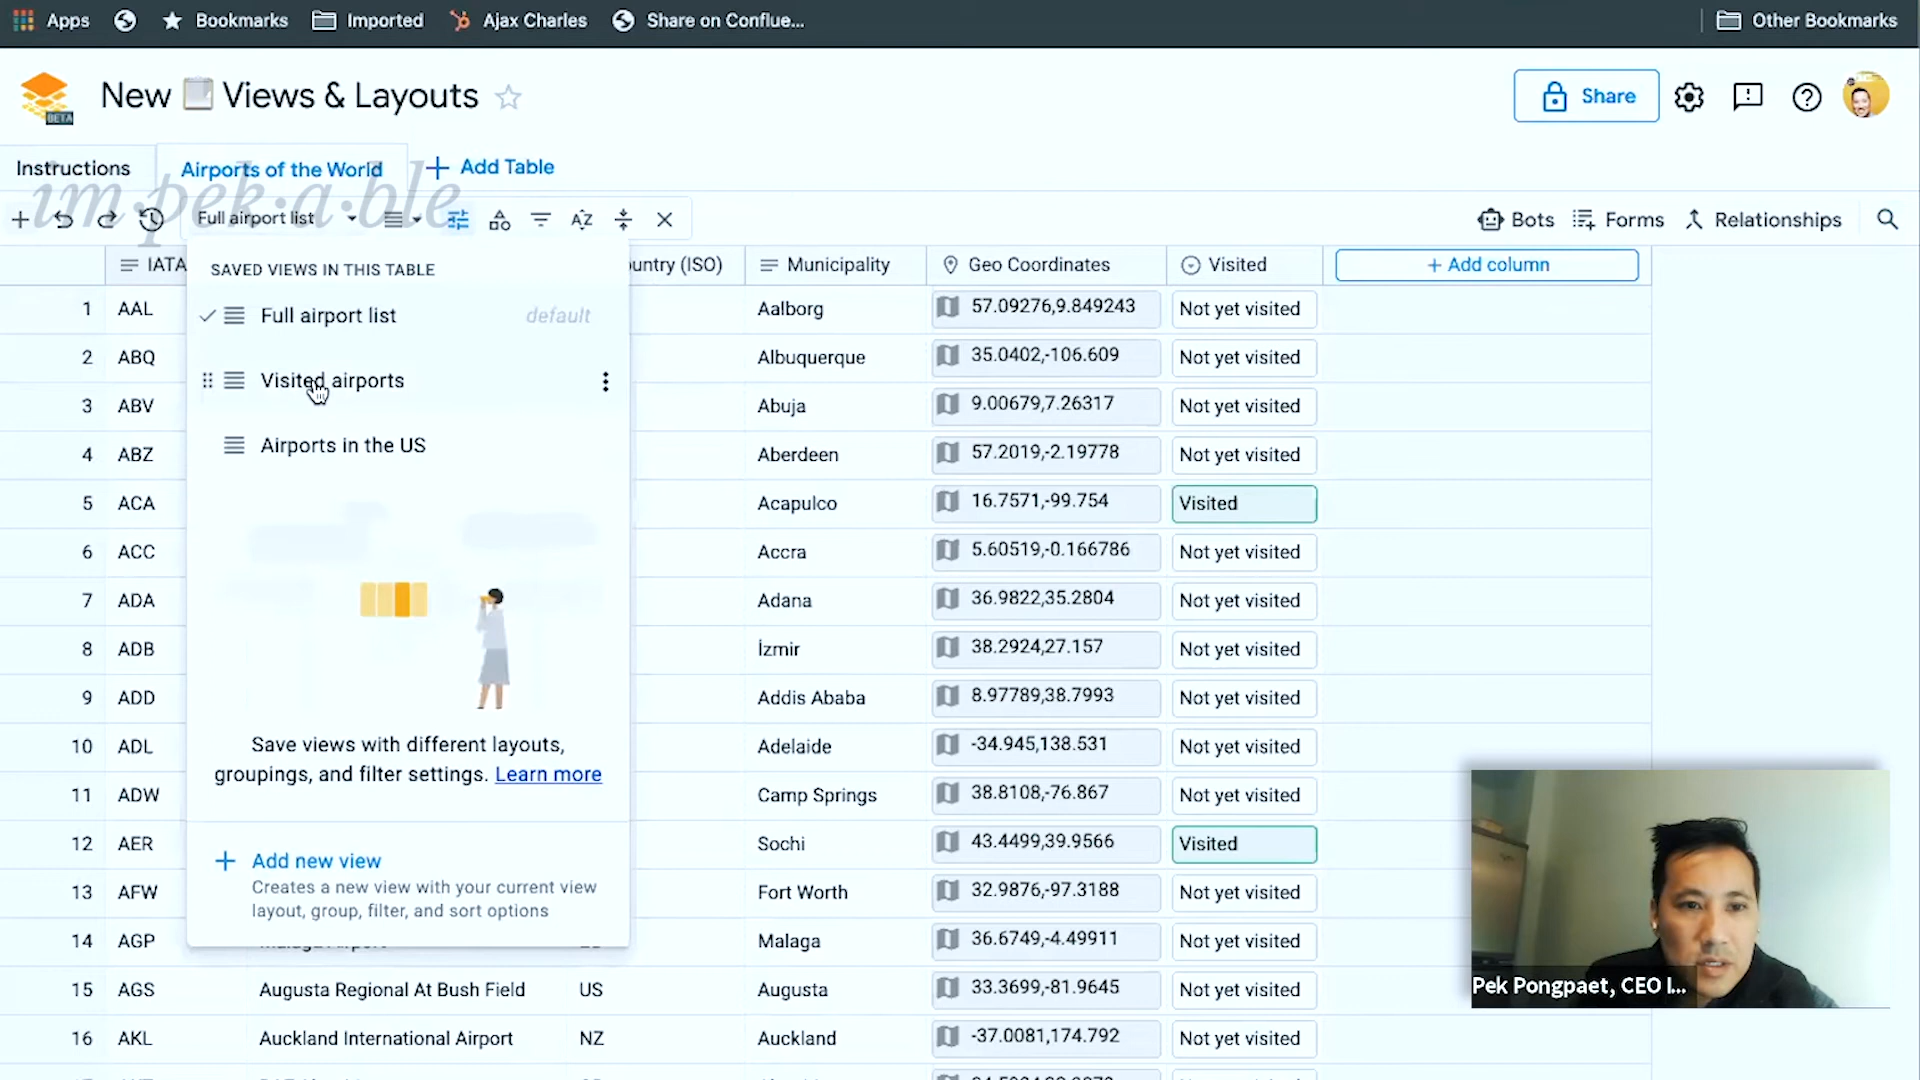 Apps
Bookmarks
Imported
Ajax Charles
Share on Conflue...
Other Bookmarks
BETA
New Views & Layouts
Share
Instructions
Airports of the World
Add Table
im·pek·a·ble
Full airport list
Bots
Forms
Relationships
IATA
untry (ISO)
Municipality
Geo Coordinates
Visited
+ Add column
SAVED VIEWS IN THIS TABLE
Full airport list default
Visited airports
Airports in the US
Save views with different layouts,
groupings, and filter settings. Learn more
Add new view
Creates a new view with your current view
layout, group, filter, and sort options
1 AAL Aalborg 57.09276,9.849243 Not yet visited
2 ABQ Albuquerque 35.0402,-106.609 Not yet visited
3 ABV Abuja 9.00679,7.26317 Not yet visited
4 ABZ Aberdeen 57.2019,-2.19778 Not yet visited
5 ACA Acapulco 16.7571,-99.754 Visited
6 ACC Accra 5.60519,-0.166786 Not yet visited
7 ADA Adana 36.9822,35.2804 Not yet visited
8 ADB İzmir 38.2924,27.157 Not yet visited
9 ADD Addis Ababa 8.97789,38.7993 Not yet visited
10 ADL Adelaide -34.945,138.531 Not yet visited
11 ADW Camp Springs 38.8108,-76.867 Not yet visited
12 AER Sochi 43.4499,39.9566 Visited
13 AFW Fort Worth 32.9876,-97.3188 Not yet visited
14 AGP Malaga 36.6749,-4.49911 Not yet visited
15 AGS Augusta Regional At Bush Field US Augusta 33.3699,-81.9645 Not yet visited
16 AKL Auckland International Airport NZ Auckland -37.0081,174.792 Not yet visited
Pek Pongpaet, CEO I...